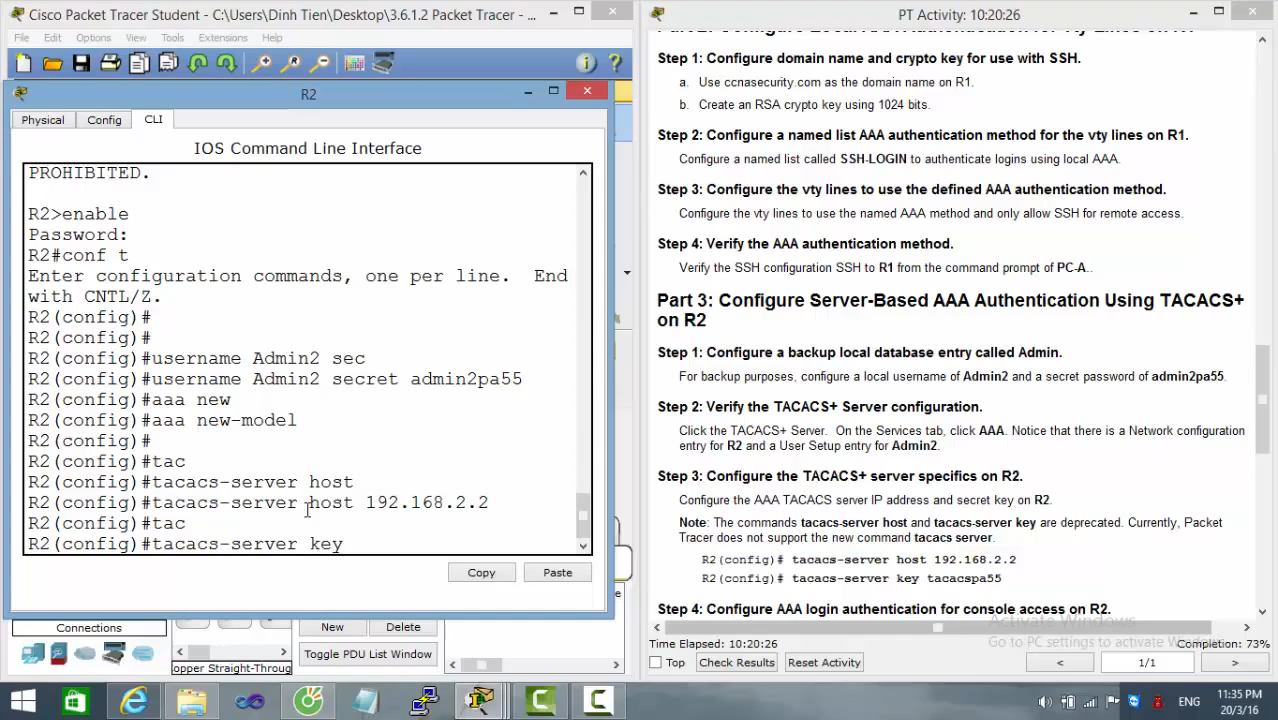 Cisco Packet Tracer Student - C:\Users\Dinh Tien\Desktop\3.6.1.2 Packet Tracer - ...
File Edit Options View Tools Extensions Help
R2
Physical Config CLI
IOS Command Line Interface
PROHIBITED.
R2>enable
Password:
R2#conf t
Enter configuration commands, one per line. End
with CNTL/Z.
R2(config)#
R2(config)#
R2(config)#username Admin2 sec
R2(config)#username Admin2 secret admin2pa55
R2(config)#aaa new
R2(config)#aaa new-model
R2(config)#
R2(config)#tac
R2(config)#tacacs-server host
R2(config)#tacacs-server host 192.168.2.2
R2(config)#tac
R2(config)#tacacs-server key
Copy Paste
Connections
New Delete
Toggle PDU List Window
opper Straight-Throug
PT Activity: 10:20:26
Step 1: Configure domain name and crypto key for use with SSH.
a. Use ccnasecurity.com as the domain name on R1.
b. Create an RSA crypto key using 1024 bits.
Step 2: Configure a named list AAA authentication method for the vty lines on R1.
Configure a named list called SSH-LOGIN to authenticate logins using local AAA.
Step 3: Configure the vty lines to use the defined AAA authentication method.
Configure the vty lines to use the named AAA method and only allow SSH for remote access.
Step 4: Verify the AAA authentication method.
Verify the SSH configuration SSH to R1 from the command prompt of PC-A..
Part 3: Configure Server-Based AAA Authentication Using TACACS+
on R2
Step 1: Configure a backup local database entry called Admin.
For backup purposes, configure a local username of Admin2 and a secret password of admin2pa55.
Step 2: Verify the TACACS+ Server configuration.
Click the TACACS+ Server. On the Services tab, click AAA. Notice that there is a Network configuration
entry for R2 and a User Setup entry for Admin2.
Step 3: Configure the TACACS+ server specifics on R2.
Configure the AAA TACACS server IP address and secret key on R2.
Note: The commands tacacs-server host and tacacs-server key are deprecated. Currently, Packet
Tracer does not support the new command tacacs server.
R2(config)# tacacs-server host 192.168.2.2
R2(config)# tacacs-server key tacacspa55
Step 4: Configure AAA login authentication for console access on R2.
Activate Windows
Go to PC settings to activate Windows.
Time Elapsed: 10:20:26 Completion: 73%
Top Check Results Reset Activity < 1/1 >
ENG
11:35 PM
20/3/16